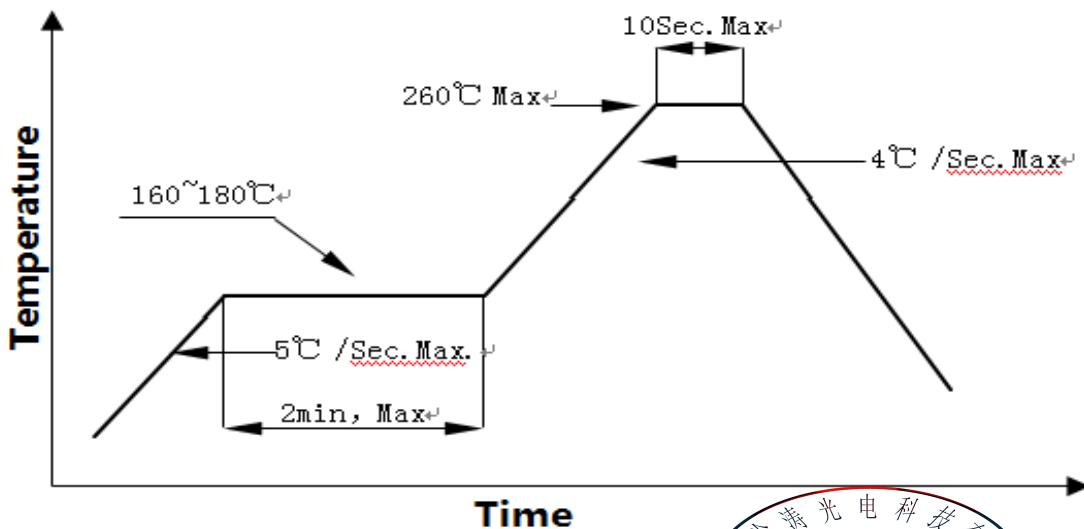 10Sec.Max
260℃ Max
4℃ /Sec.Max
160~180℃
5℃ /Sec.Max.
2min, Max
Temperature
Time
涛光电科技